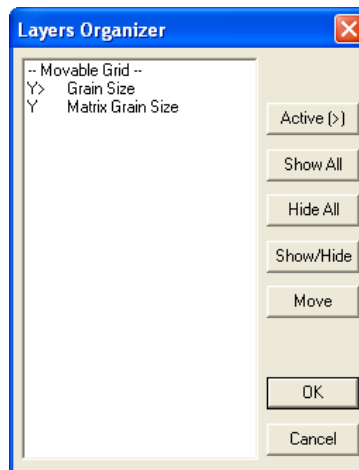 Layers Organizer
-- Movable Grid --
Y> Grain Size
Y Matrix Grain Size
Active (>)
Show All
Hide All
Show/Hide
Move
OK
Cancel